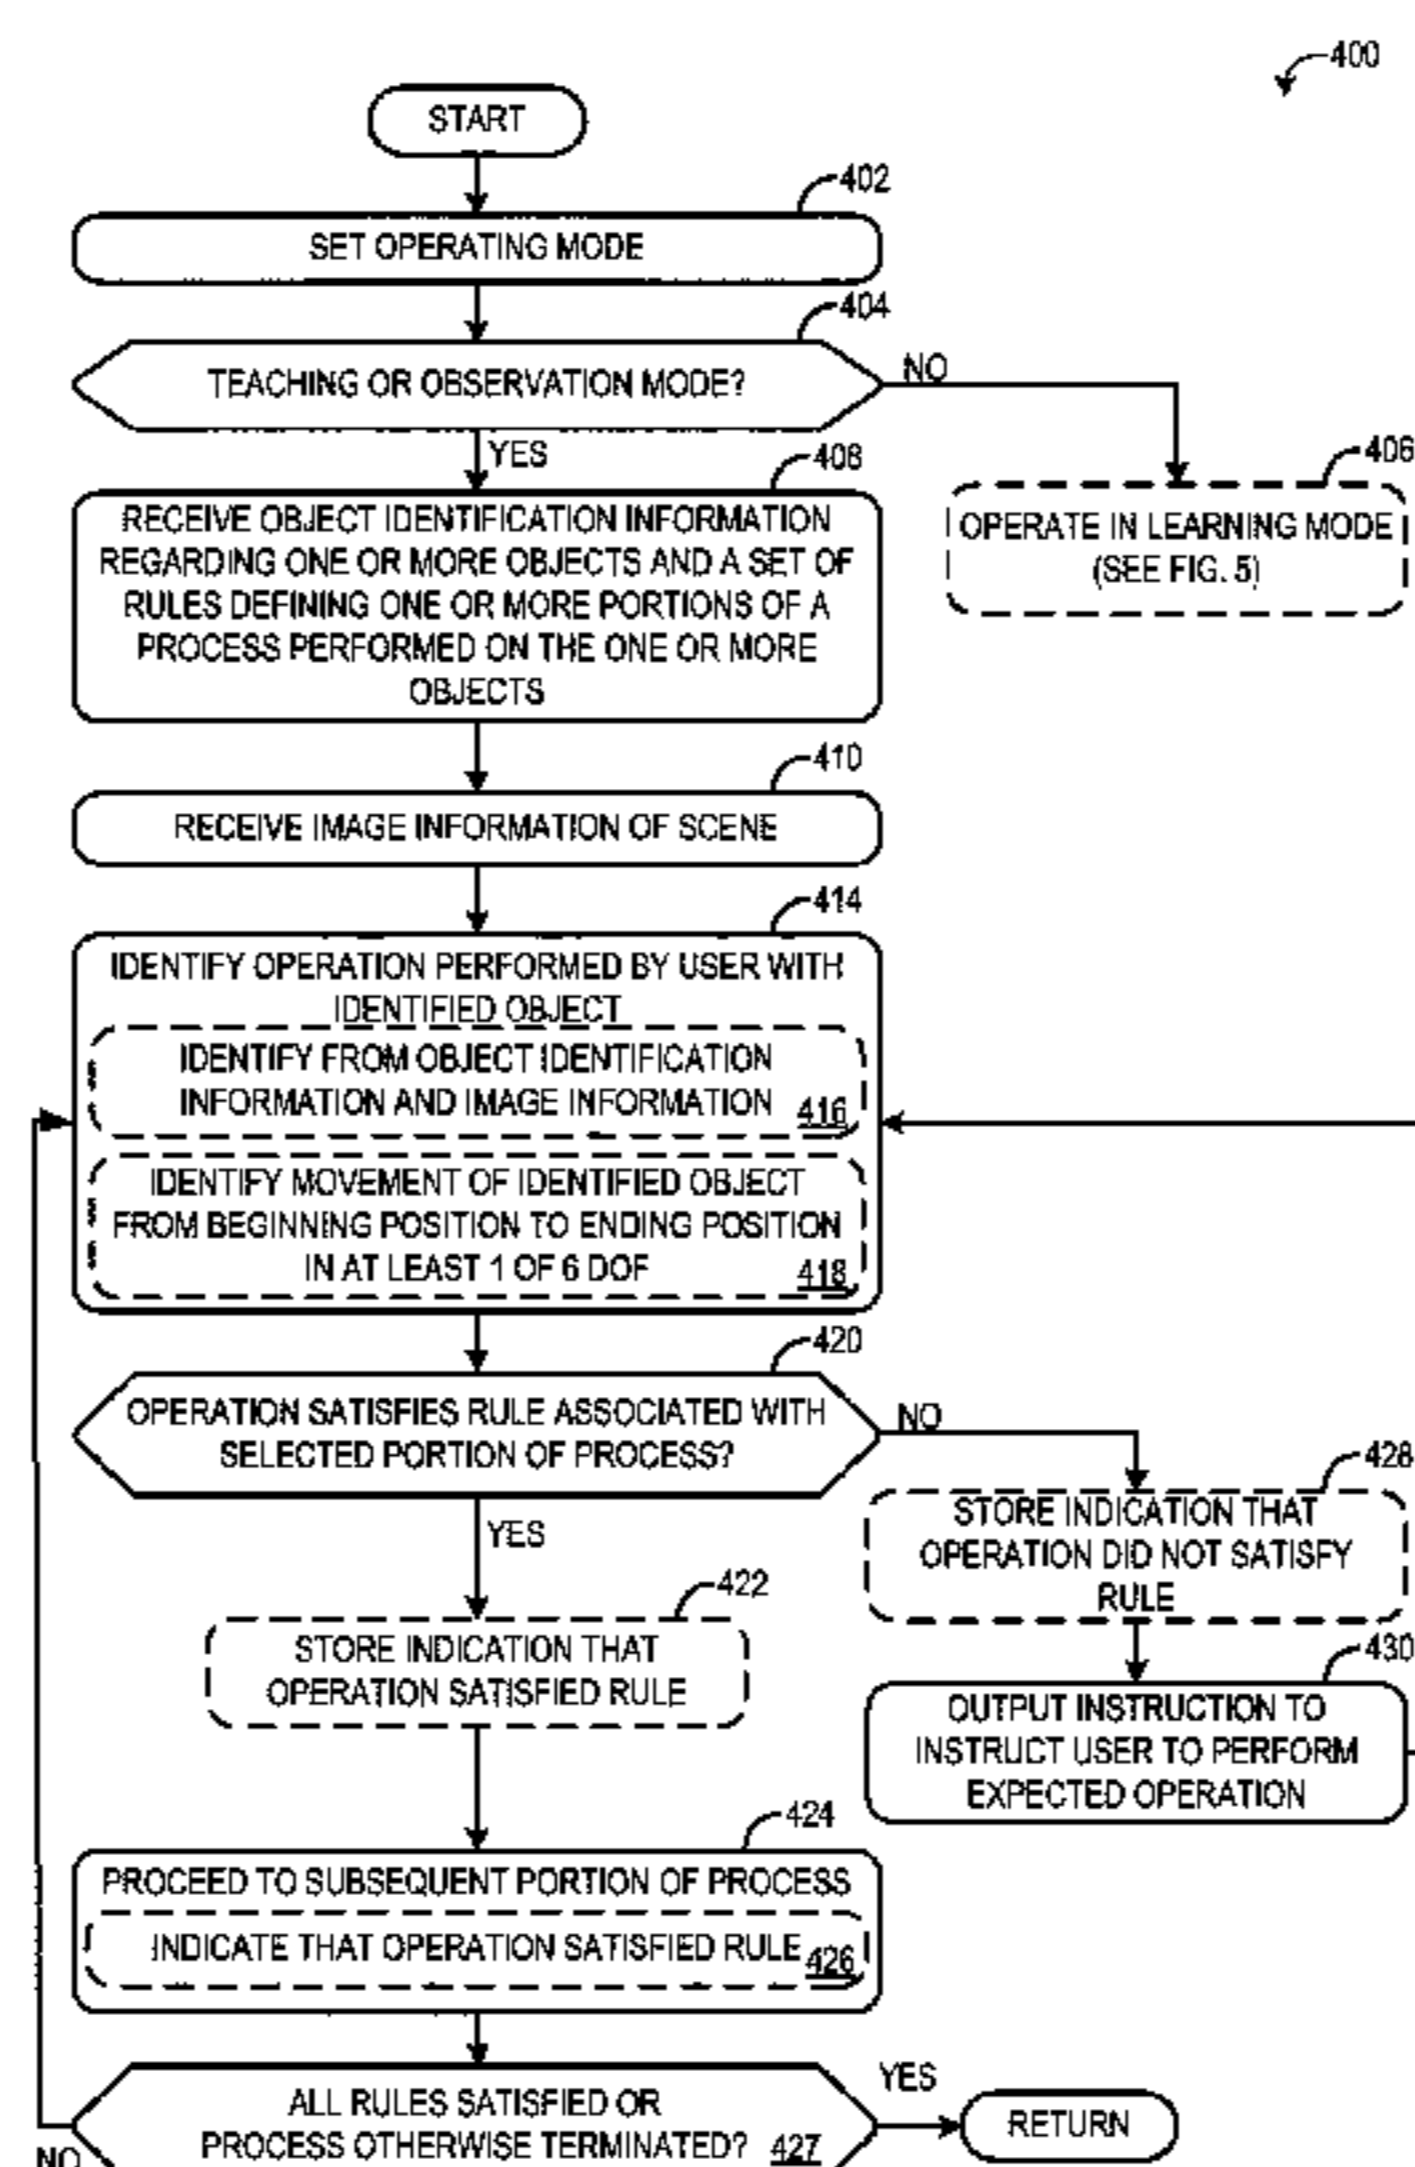 400
START
402
SET OPERATING MODE
404
TEACHING OR OBSERVATION MODE?
NO
YES
406
OPERATE IN LEARNING MODE
(SEE FIG. 5)
408
RECEIVE OBJECT IDENTIFICATION INFORMATION
REGARDING ONE OR MORE OBJECTS AND A SET OF
RULES DEFINING ONE OR MORE PORTIONS OF A
PROCESS PERFORMED ON THE ONE OR MORE
OBJECTS
410
RECEIVE IMAGE INFORMATION OF SCENE
414
IDENTIFY OPERATION PERFORMED BY USER WITH
IDENTIFIED OBJECT
IDENTIFY FROM OBJECT IDENTIFICATION
INFORMATION AND IMAGE INFORMATION 416
IDENTIFY MOVEMENT OF IDENTIFIED OBJECT
FROM BEGINNING POSITION TO ENDING POSITION
IN AT LEAST 1 OF 6 DOF 418
420
OPERATION SATISFIES RULE ASSOCIATED WITH
SELECTED PORTION OF PROCESS?
NO
YES
428
STORE INDICATION THAT
OPERATION DID NOT SATISFY
RULE
422
STORE INDICATION THAT
OPERATION SATISFIED RULE
430
OUTPUT INSTRUCTION TO
INSTRUCT USER TO PERFORM
EXPECTED OPERATION
424
PROCEED TO SUBSEQUENT PORTION OF PROCESS
INDICATE THAT OPERATION SATISFIED RULE 426
ALL RULES SATISFIED OR
PROCESS OTHERWISE TERMINATED? 427
YES
RETURN
NO